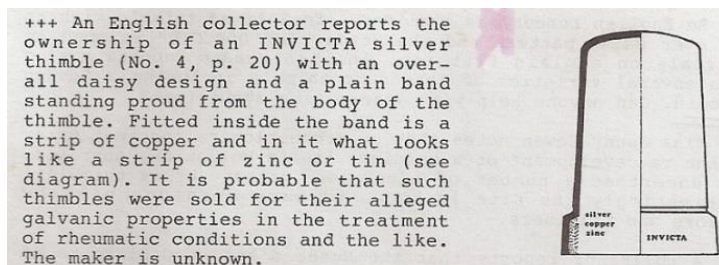 +++ An English collector reports the
ownership of an INVICTA silver
thimble (No. 4, p. 20) with an over-
all daisy design and a plain band
standing proud from the body of the
thimble. Fitted inside the band is a
strip of copper and in it what looks
like a strip of zinc or tin (see
diagram). It is probable that such
thimbles were sold for their alleged
galvanic properties in the treatment
of rheumatic conditions and the like.
The maker is unknown.
silver
copper
zinc
INVICTA